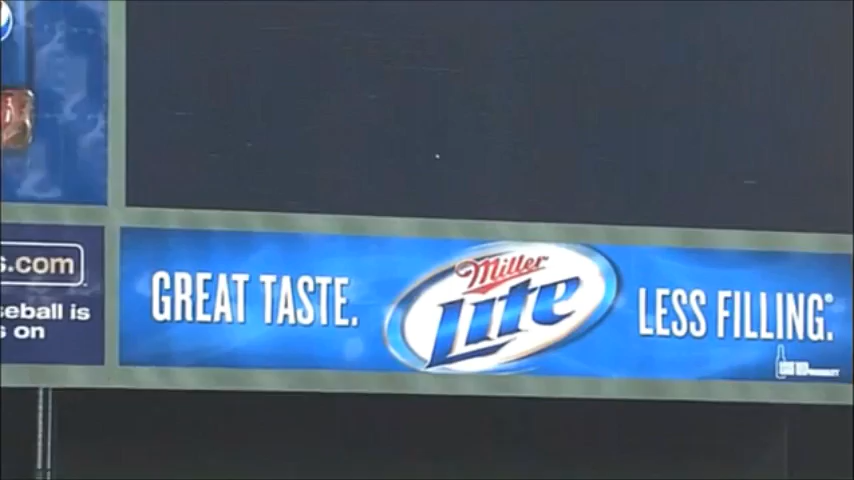 s.com
seball is
s on
GREAT TASTE.
Miller
Lite
LESS FILLING.®